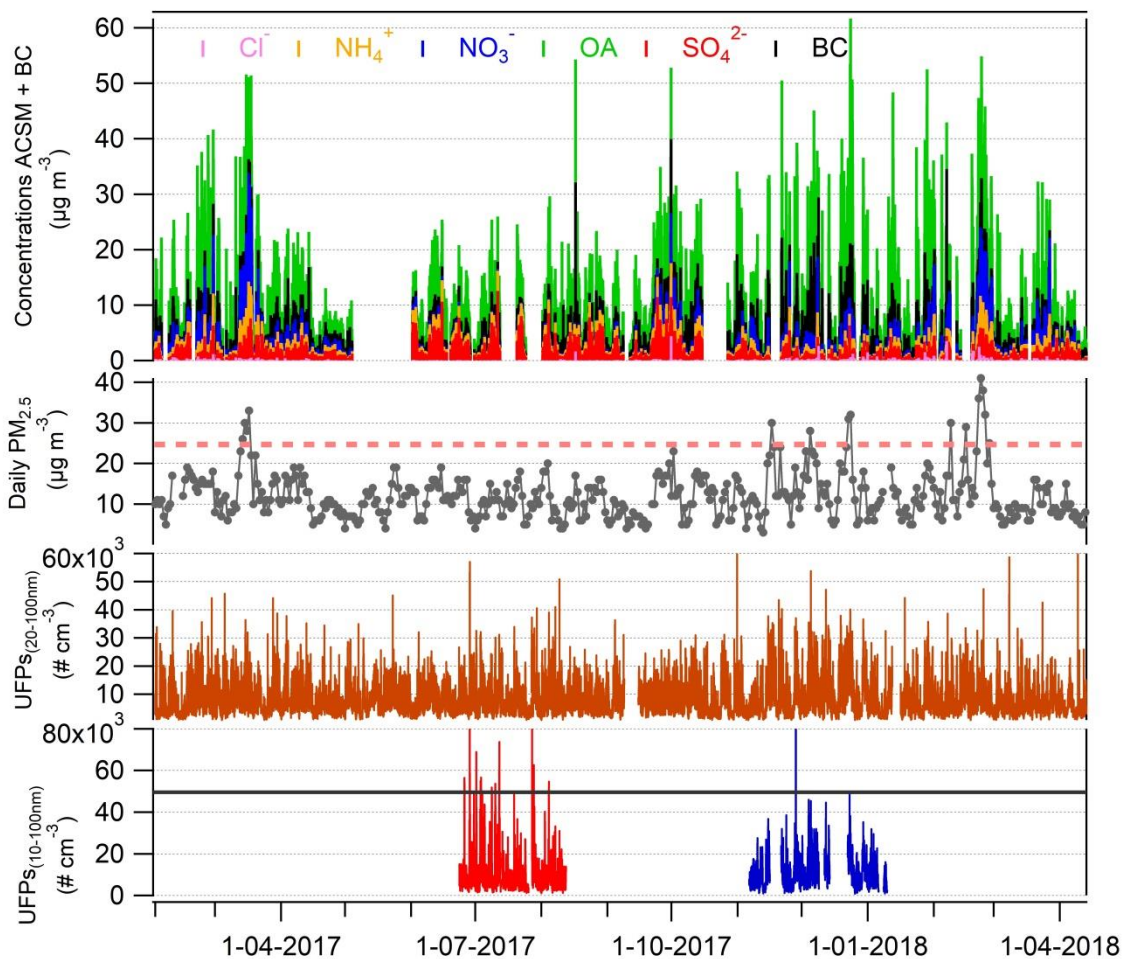 Cl⁻ NH₄⁺ NO₃⁻ OA SO₄²⁻ BC
Concentrations ACSM + BC
(µg m⁻³)
60
50
40
30
20
10
0
Daily PM₂.₅
(µg m⁻³)
40
30
20
10
3
UFPs(20-100nm)
(# cm⁻³)
60x10³
50
40
30
20
10
3
UFPs(10-100nm)
(# cm⁻³)
80x10³
60
40
20
0
1-04-2017 1-07-2017 1-10-2017 1-01-2018 1-04-2018